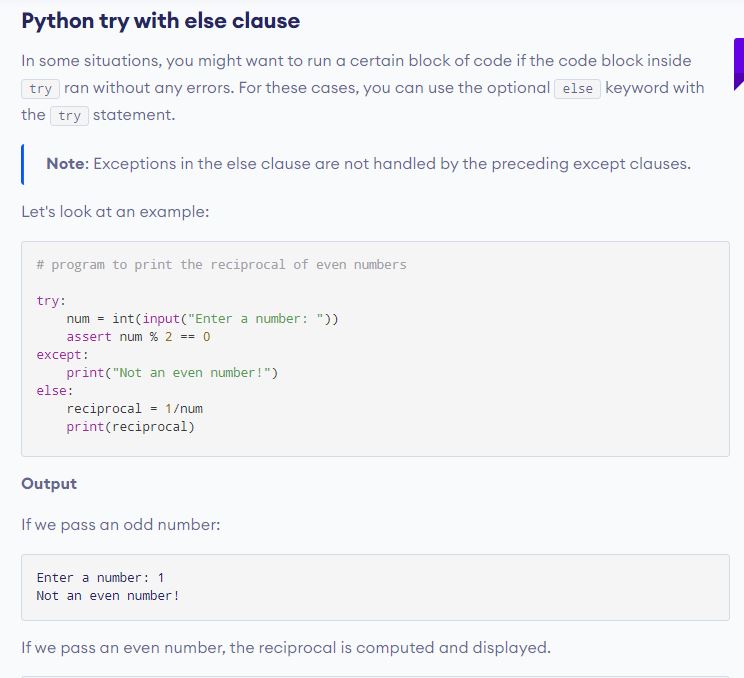 Python try with else clause
In some situations, you might want to run a certain block of code if the code block inside
try ran without any errors. For these cases, you can use the optional else keyword with
the try statement.
Note: Exceptions in the else clause are not handled by the preceding except clauses.
Let's look at an example:
# program to print the reciprocal of even numbers
try:
    num = int(input("Enter a number: "))
    assert num % 2 == 0
except:
    print("Not an even number!")
else:
    reciprocal = 1/num
    print(reciprocal)
Output
If we pass an odd number:
Enter a number: 1
Not an even number!
If we pass an even number, the reciprocal is computed and displayed.